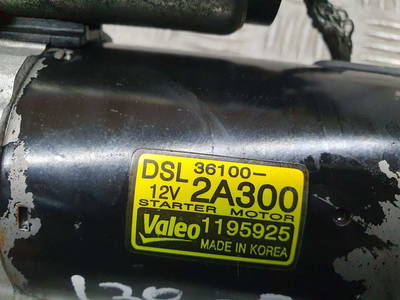 DSL 36100-
12V 2A300
STARTER MOTOR
Valeo 1195925
MADE IN KOREA